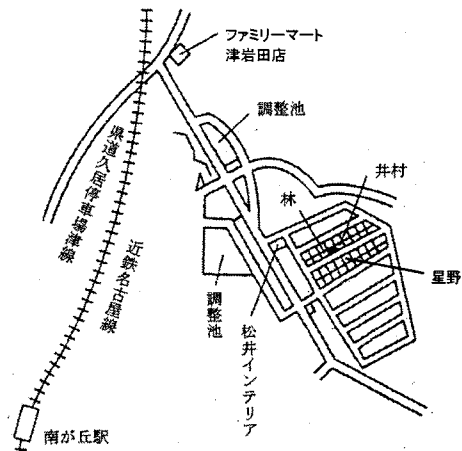 ファミリーマート
津岩田店
調整池
井村
林
星野
県道久居停車場津線
近鉄名古屋線
調整池
松井インテリア
南が丘駅